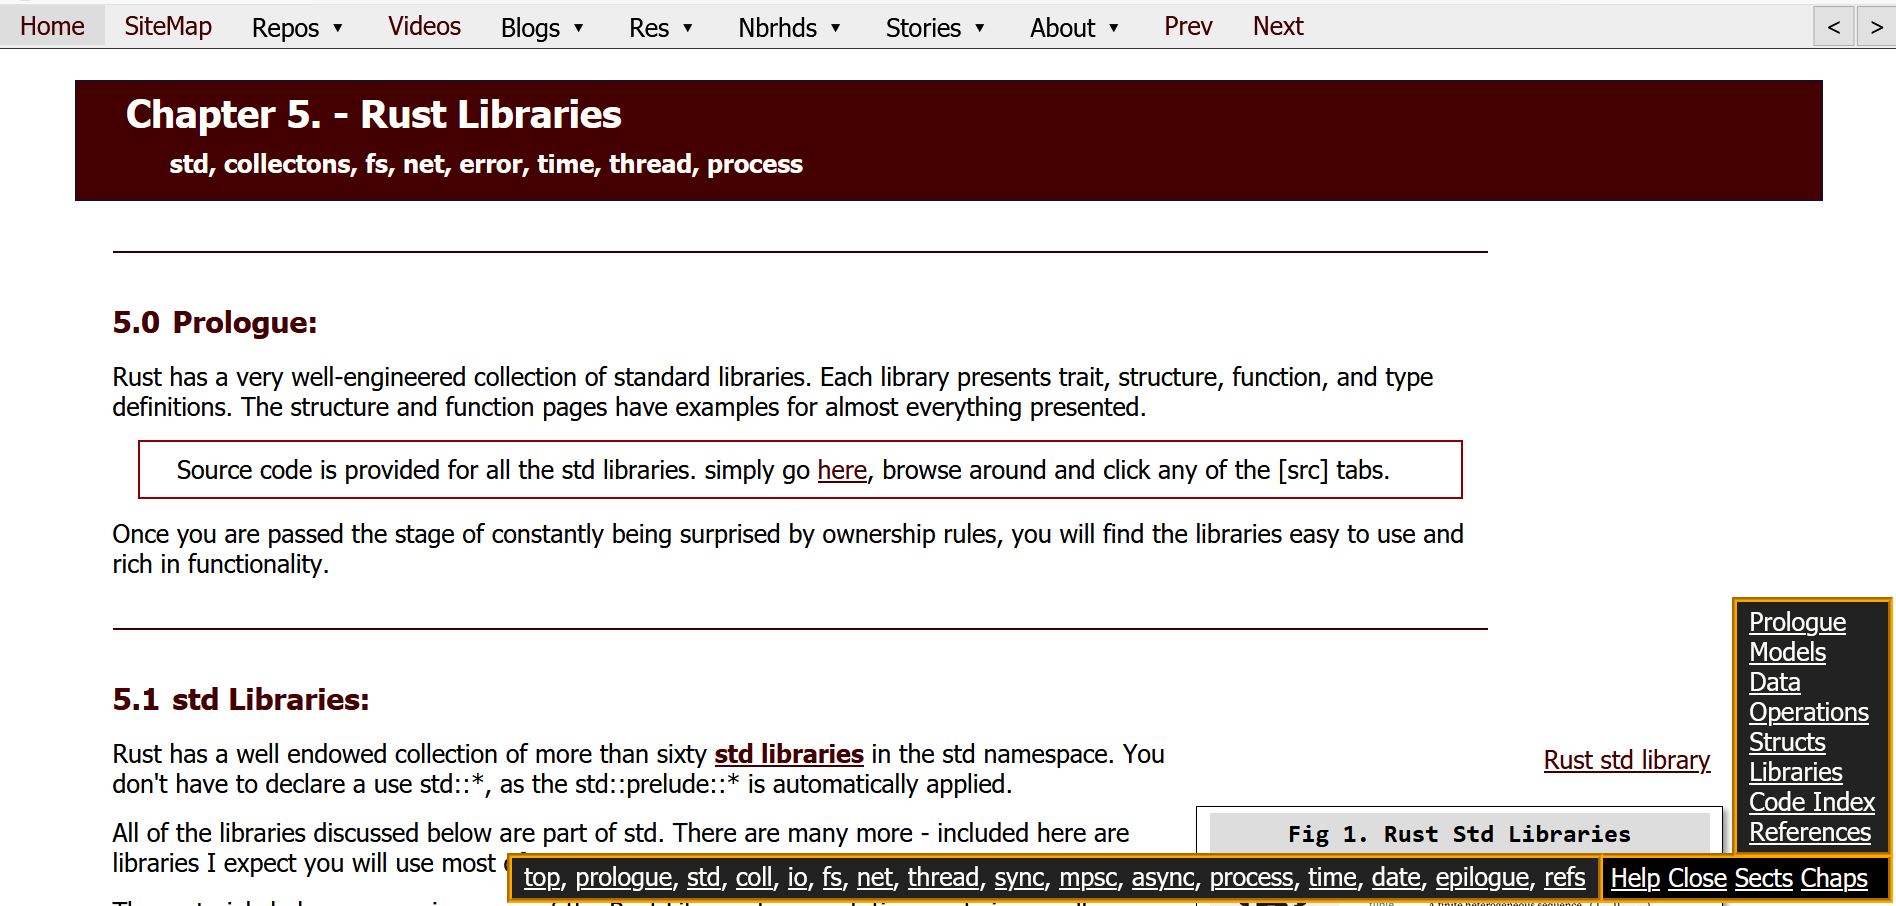 Home SiteMap Repos ▼ Videos Blogs ▼ Res ▼ Nbrhds ▼ Stories ▼ About ▼ Prev Next < >
Chapter 5. - Rust Libraries
std, collectons, fs, net, error, time, thread, process
5.0 Prologue:
Rust has a very well-engineered collection of standard libraries. Each library presents trait, structure, function, and type
definitions. The structure and function pages have examples for almost everything presented.
Source code is provided for all the std libraries. simply go here, browse around and click any of the [src] tabs.
Once you are passed the stage of constantly being surprised by ownership rules, you will find the libraries easy to use and
rich in functionality.
5.1 std Libraries:
Rust has a well endowed collection of more than sixty std libraries in the std namespace. You
don't have to declare a use std::*, as the std::prelude::* is automatically applied.
All of the libraries discussed below are part of std. There are many more - included here are
libraries I expect you will use most
Rust std library
Fig 1. Rust Std Libraries
A finite heterogeneous sequence,
Prologue
Models
Data
Operations
Structs
Libraries
Code Index
References
top, prologue, std, coll, io, fs, net, thread, sync, mpsc, async, process, time, date, epilogue, refs
Help Close Sects Chaps